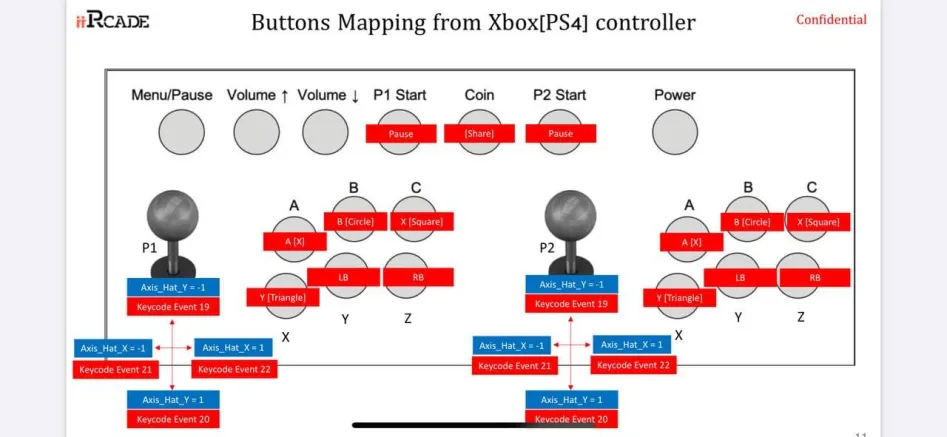 iiRCADE
Buttons Mapping from Xbox[PS4] controller
Confidential
Menu/Pause Volume ↑ Volume ↓ P1 Start Coin P2 Start Power
Pause [Share] Pause
A B C A B C
B [Circle] X [Square] B [Circle] X [Square]
A [X] A [X]
P1 P2
LB RB LB RB
Axis_Hat_Y = -1 Axis_Hat_Y = -1
Y [Triangle] Y [Triangle]
Keycode Event 19 Keycode Event 19
Y Z Y Z
X X
Axis_Hat_X = -1 Axis_Hat_X = 1 Axis_Hat_X = -1 Axis_Hat_X = 1
Keycode Event 21 Keycode Event 22 Keycode Event 21 Keycode Event 22
Axis_Hat_Y = 1 Axis_Hat_Y = 1
Keycode Event 20 Keycode Event 20